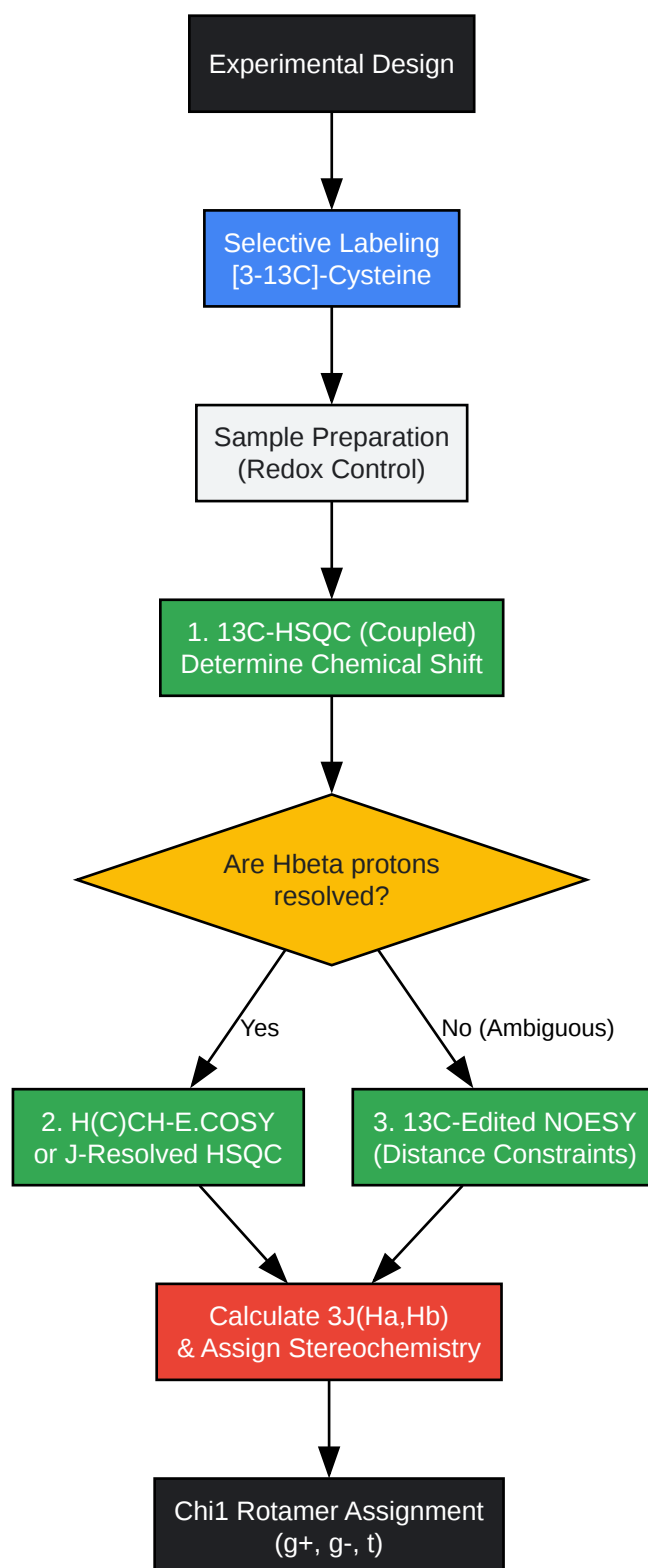 Experimental Design
Selective Labeling
[3-13C]-Cysteine
Sample Preparation
(Redox Control)
1. 13C-HSQC (Coupled)
Determine Chemical Shift
Are Hbeta protons
resolved?
Yes
No (Ambiguous)
2. H(C)CH-E.COSY
or J-Resolved HSQC
3. 13C-Edited NOESY
(Distance Constraints)
Calculate 3J(Ha,Hb)
& Assign Stereochemistry
Chi1 Rotamer Assignment
(g+, g-, t)